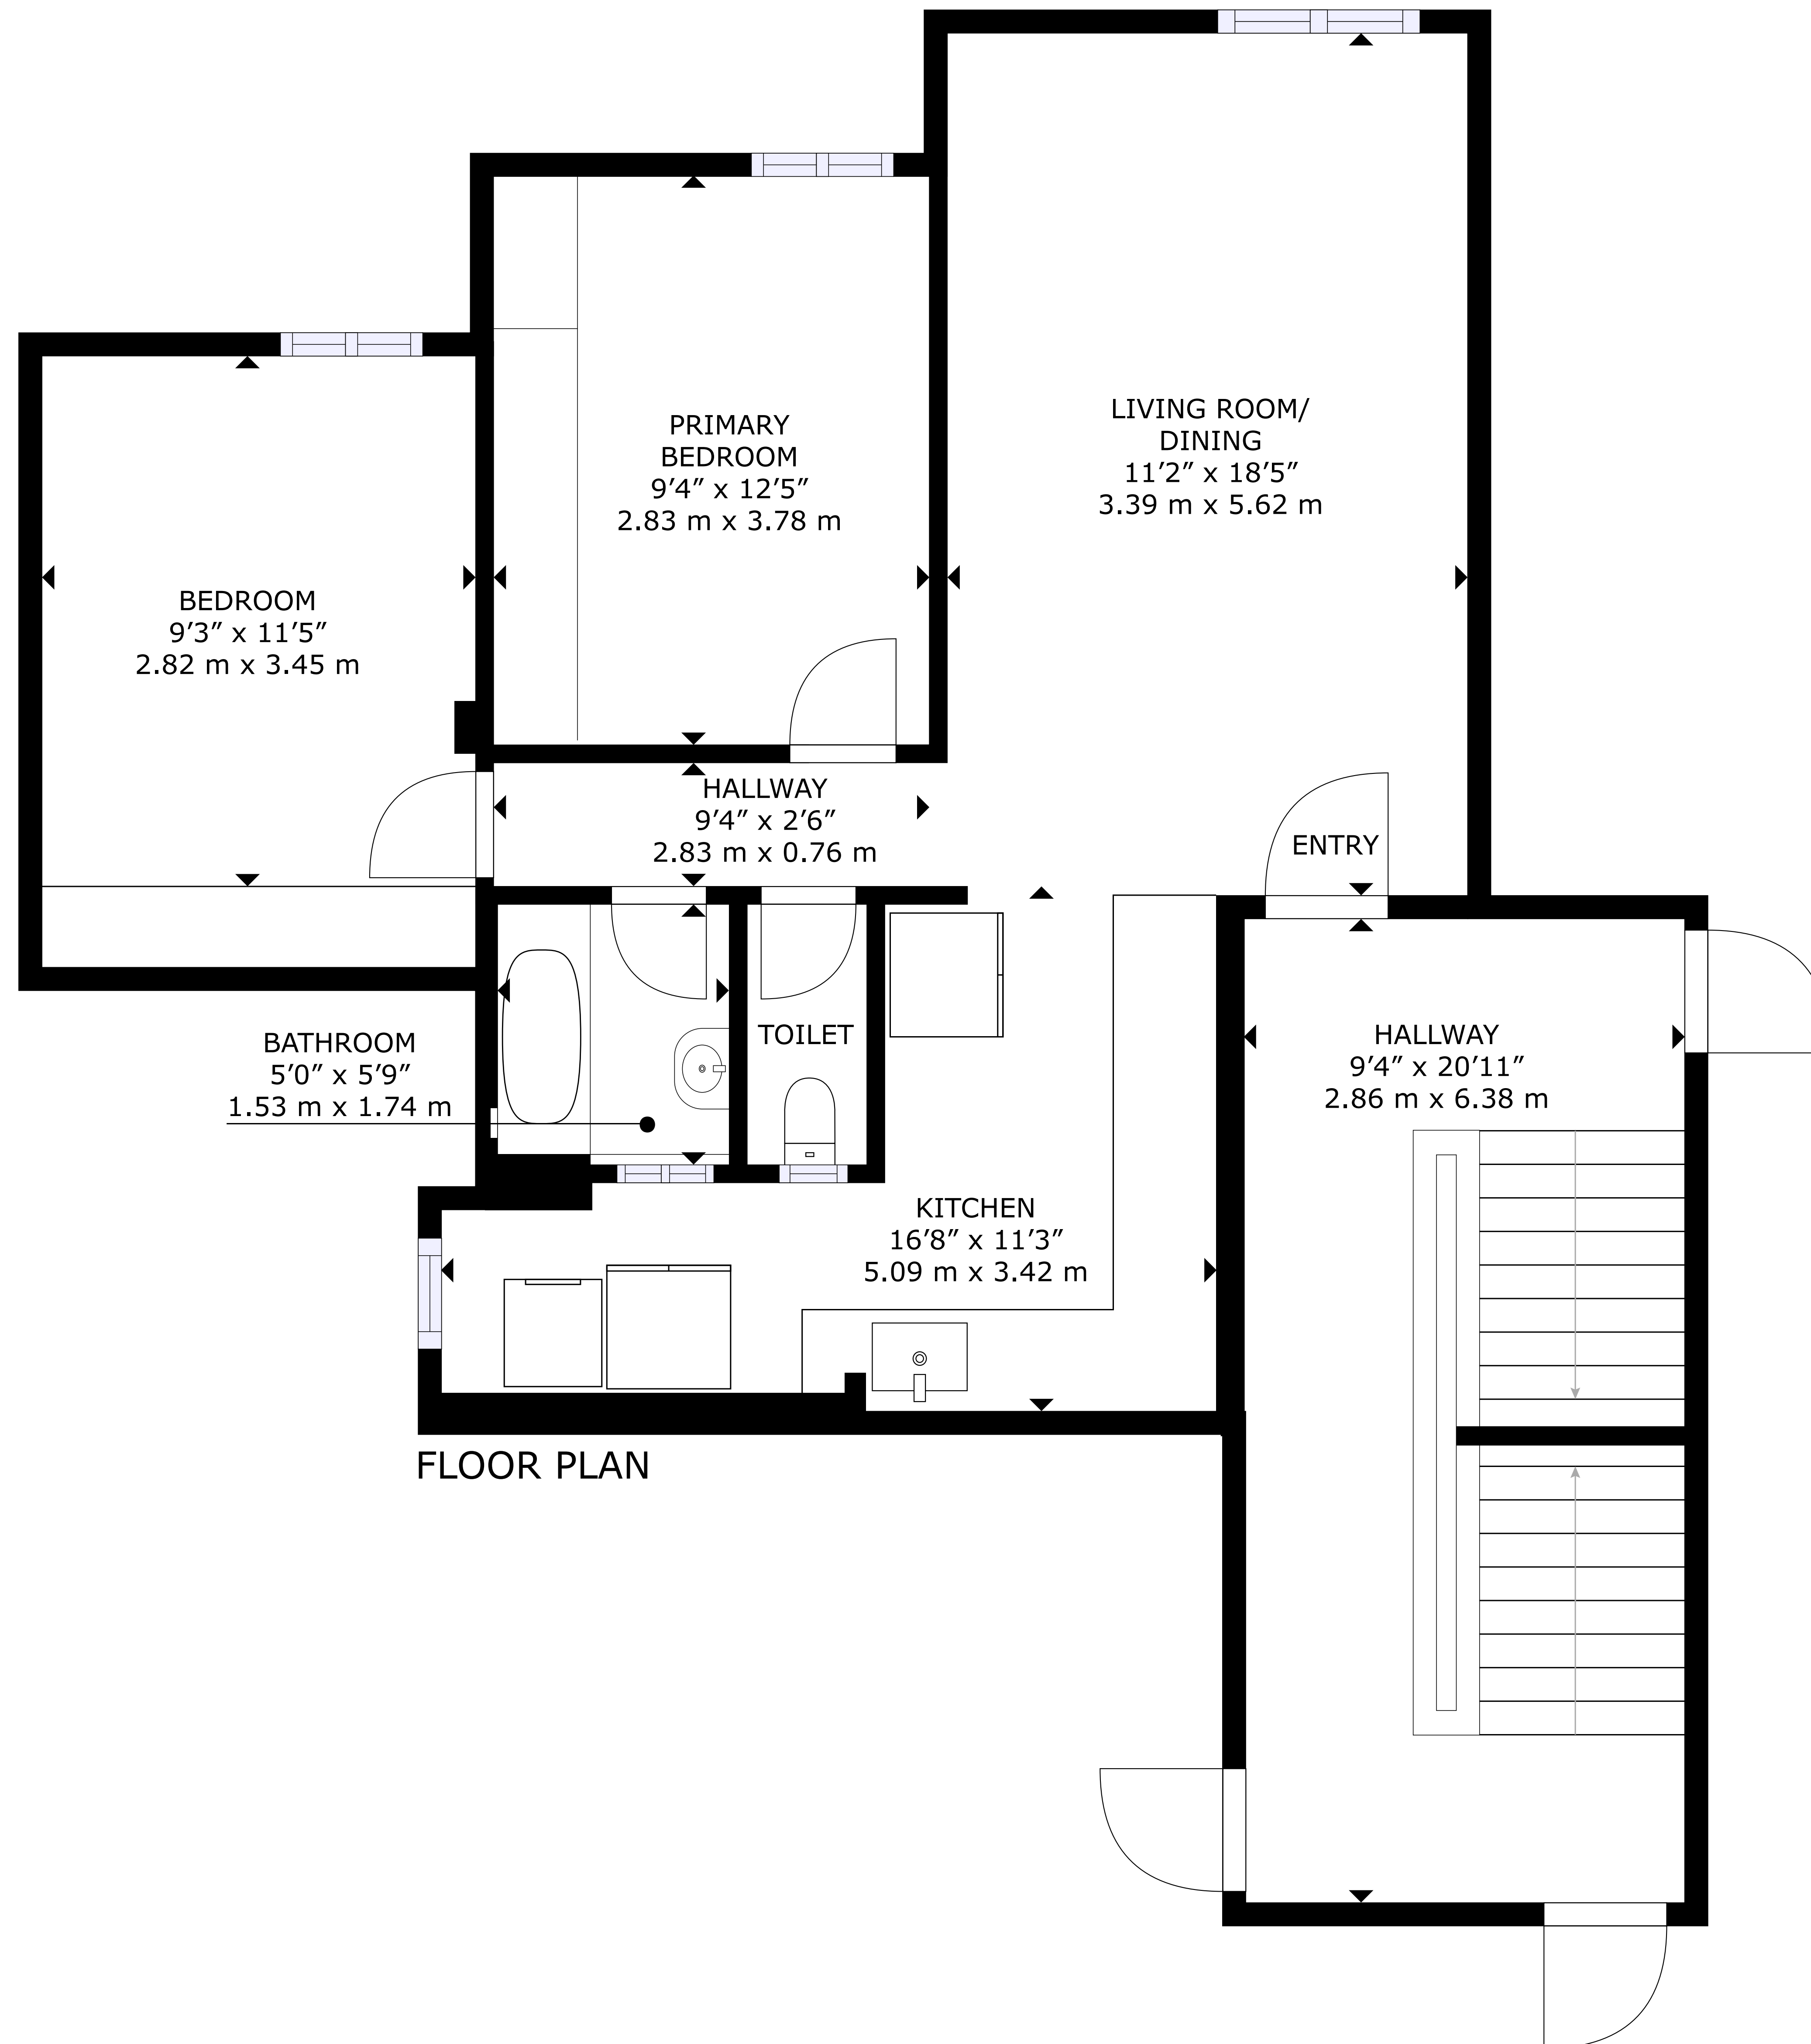 LIVING ROOM/
DINING
11′2″ x 18′5″
3.39 m x 5.62 m
PRIMARY
BEDROOM
9′4″ x 12′5″
2.83 m x 3.78 m
BEDROOM
9′3″ x 11′5″
2.82 m x 3.45 m
HALLWAY
9′4″ x 2′6″
2.83 m x 0.76 m
ENTRY
BATHROOM
5′0″ x 5′9″
1.53 m x 1.74 m
TOILET
HALLWAY
9′4″ x 20′11″
2.86 m x 6.38 m
KITCHEN
16′8″ x 11′3″
5.09 m x 3.42 m
FLOOR PLAN